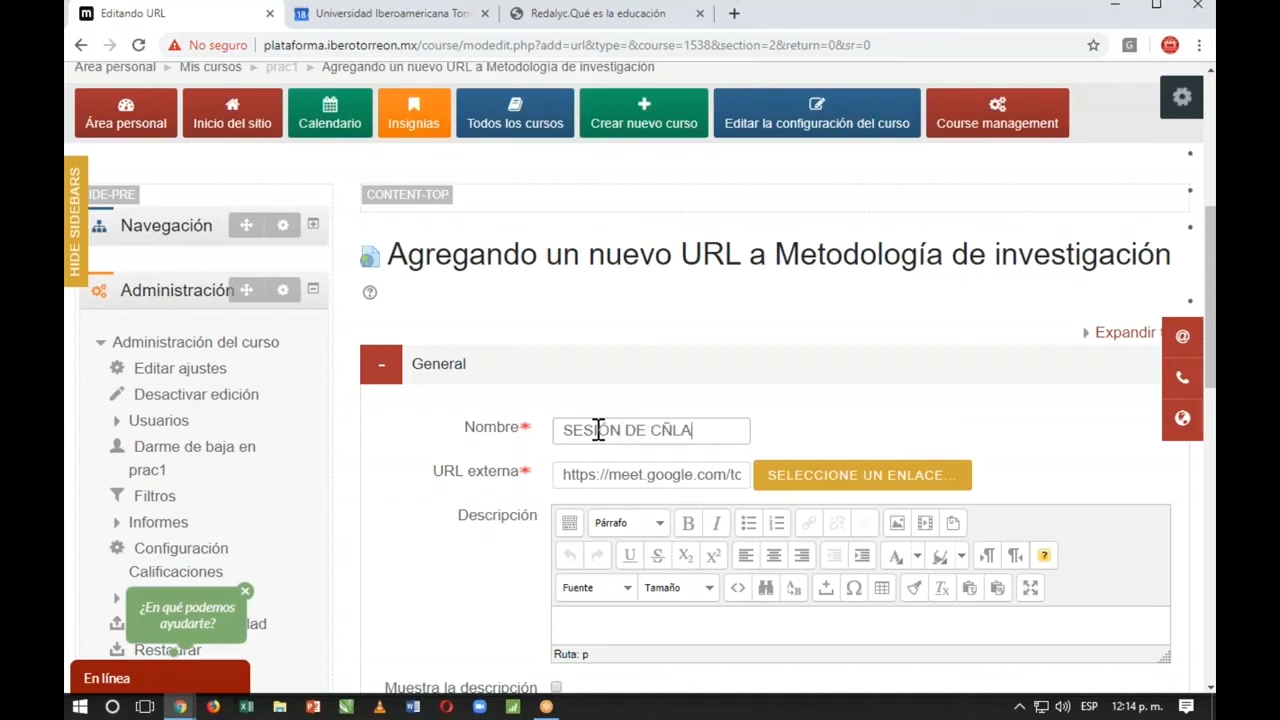 Editando URL
Universidad Iberoamericana Torr
Redalyc.Qué es la educación
No seguro
plataforma.iberotorreon.mx/course/modedit.php?add=url&type=&course=1538&section=2&return=0&sr=0
Área personal
Mis cursos
prac1
Agregando un nuevo URL a Metodología de investigación
Área personal
Inicio del sitio
Calendario
Insignias
Todos los cursos
Crear nuevo curso
Editar la configuración del curso
Course management
HIDE SIDEBARS
IDE-PRE
CONTENT-TOP
Navegación
Agregando un nuevo URL a Metodología de investigación
Administración
Expandir
Administración del curso
General
Editar ajustes
Desactivar edición
Usuarios
Nombre*
SESIÓN DE CÑLA
Darme de baja en
prac1
URL externa*
https://meet.google.com/tc
SELECCIONE UN ENLACE...
Filtros
Descripción
Párrafo
Informes
Configuración
Calificaciones
Fuente
Tamaño
¿En qué podemos
ayudarte?
lad
Restaurar
Ruta: p
En línea
Muestra la descripción
ESP
12:14 p. m.